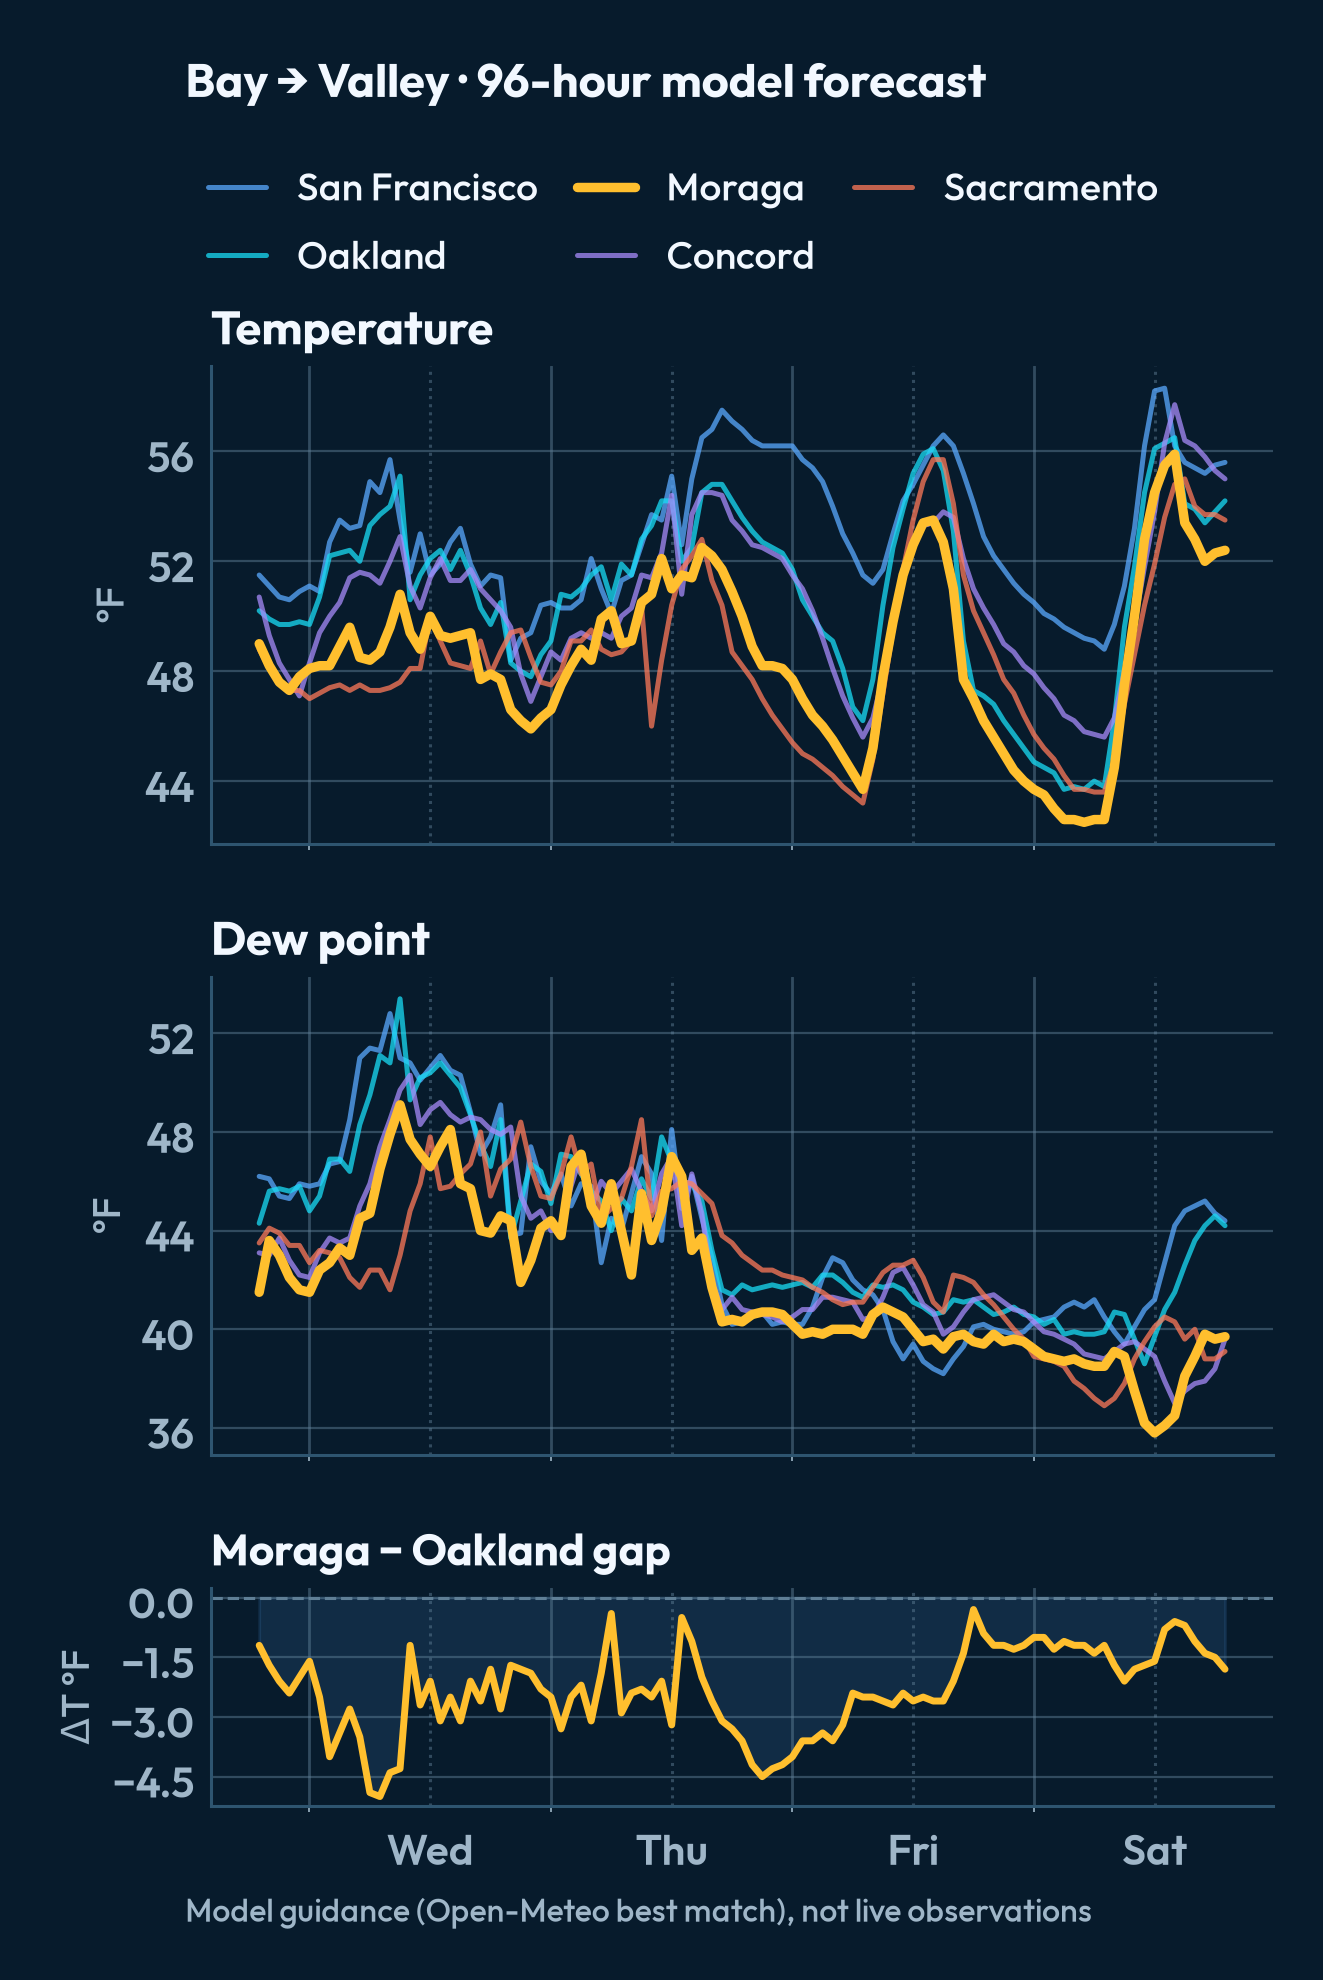 Bay → Valley · 96-hour model forecast
San Francisco
Moraga
Sacramento
Oakland
Concord
Temperature
56
52
48
44
°F
Dew point
52
48
44
40
36
°F
Moraga − Oakland gap
0.0
−1.5
−3.0
−4.5
ΔT °F
Wed
Thu
Fri
Sat
Model guidance (Open-Meteo best match), not live observations